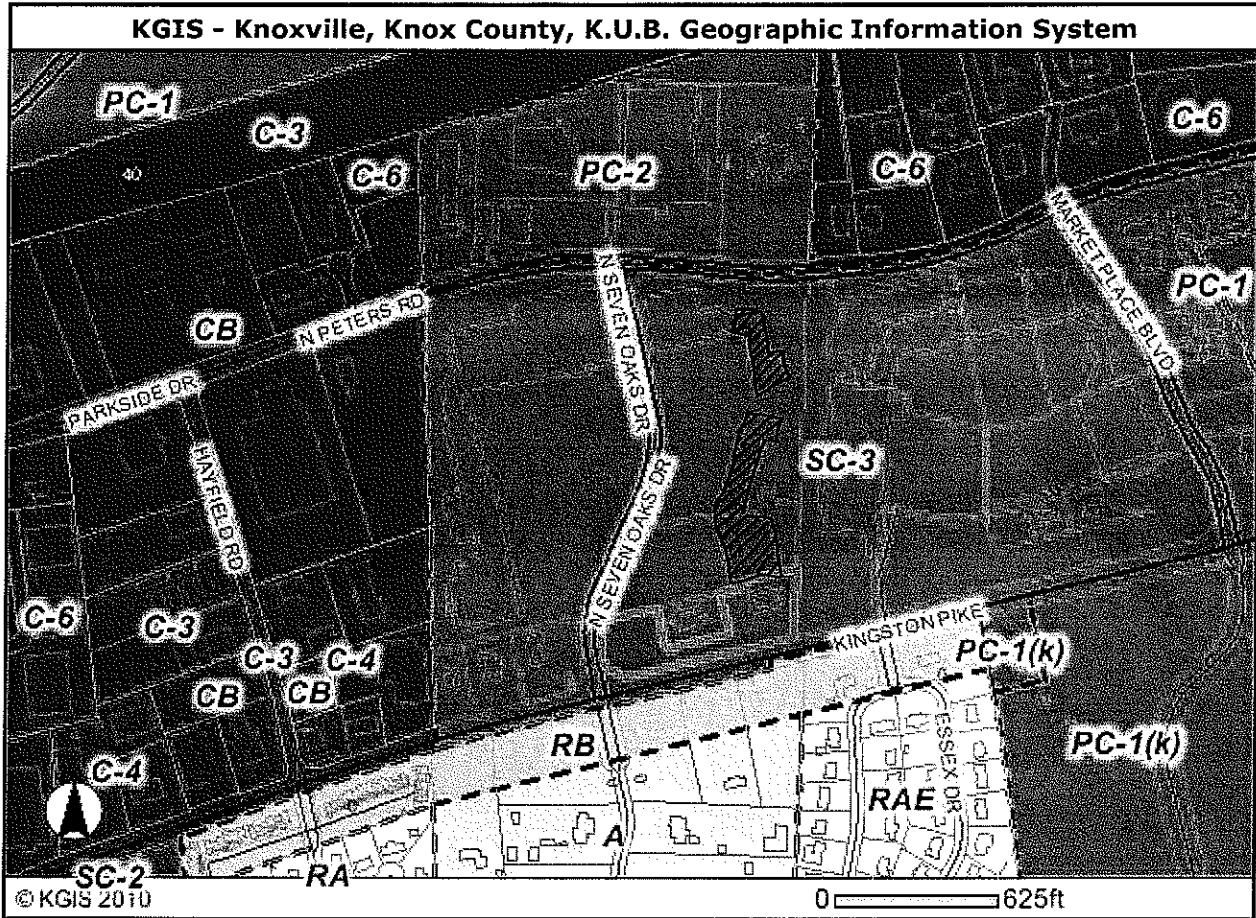 KGIS - Knoxville, Knox County, K.U.B. Geographic Information System
PC-1
C-3
40
C-6
PC-2
C-6
C-6
MARKET PLACE BLVD
PC-1
CB
N PETERS RD
PARKSIDE DR
N SEVEN OAKS DR
HAYFIELD RD
SC-3
N SEVEN OAKS DR
C-6
C-3
C-3
C-4
CB
CB
KINGSTON PIKE
PC-1(k)
C-4
RB
ESSEX DR
PC-1(k)
RAE
A
SC-2
RA
© KGIS 2010
0 625ft